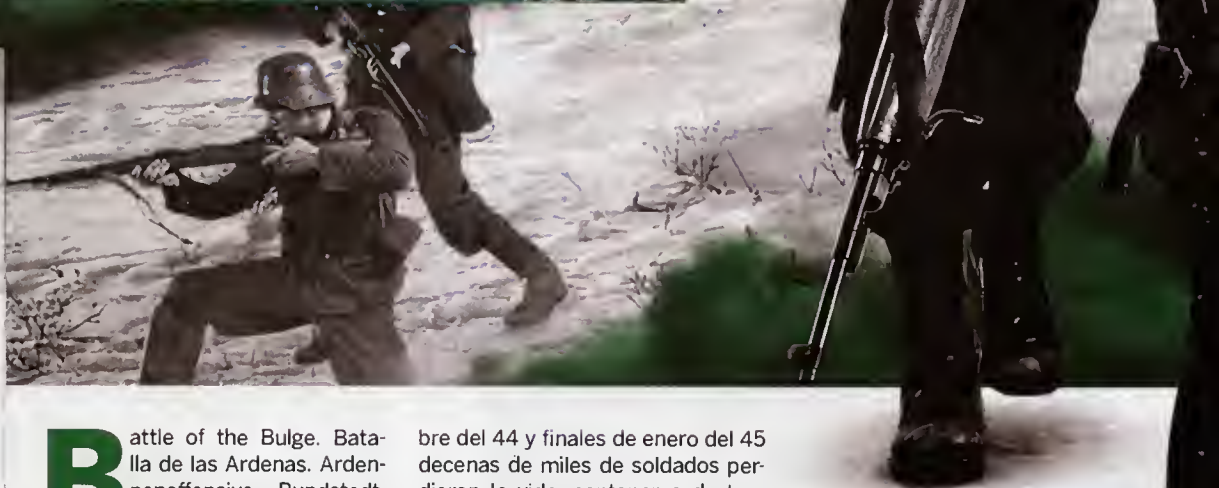 Battle of the Bulge. Bata-
lla de las Ardenas. Arden-
bre del 44 y finales de enero del 45
decenas de miles de soldados per-